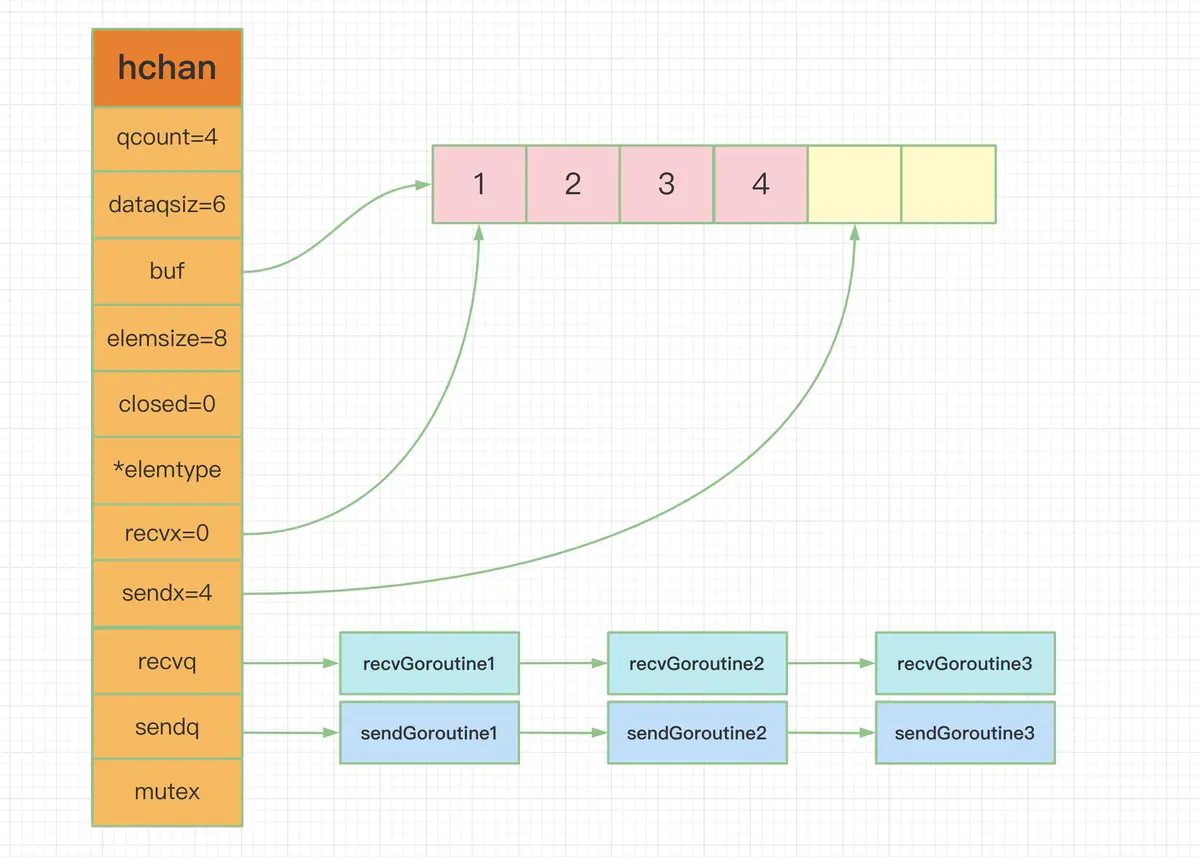 hchan
qcount=4
dataqsiz=6
buf
elemsize=8
closed=0
*elemtype
recvx=0
sendx=4
recvq
sendq
mutex
1 2 3 4
recvGoroutine1 recvGoroutine2 recvGoroutine3
sendGoroutine1 sendGoroutine2 sendGoroutine3